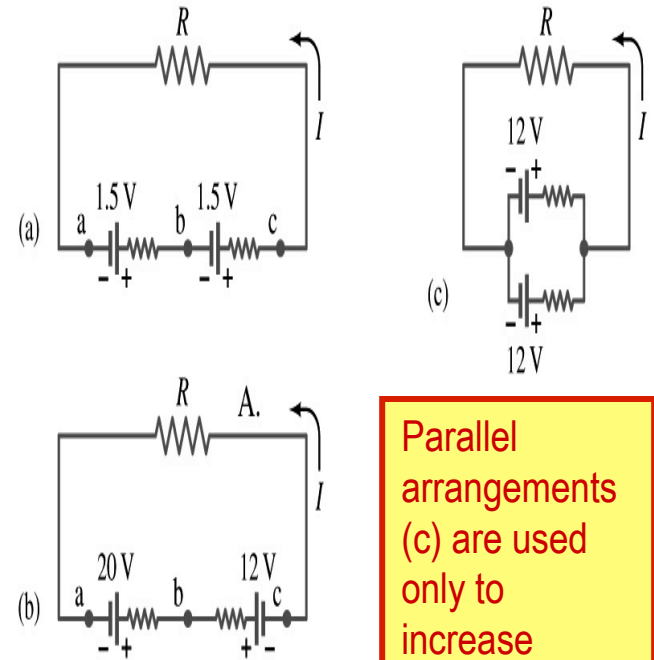 R
I
1.5 V 1.5 V
a b c
(a)
- + - +
R A.
I
20 V 12 V
a b c
(b)
- + + -
R
I
12 V
- +
(c)
- +
12 V
Parallel
arrangements
(c) are used
only to
increase